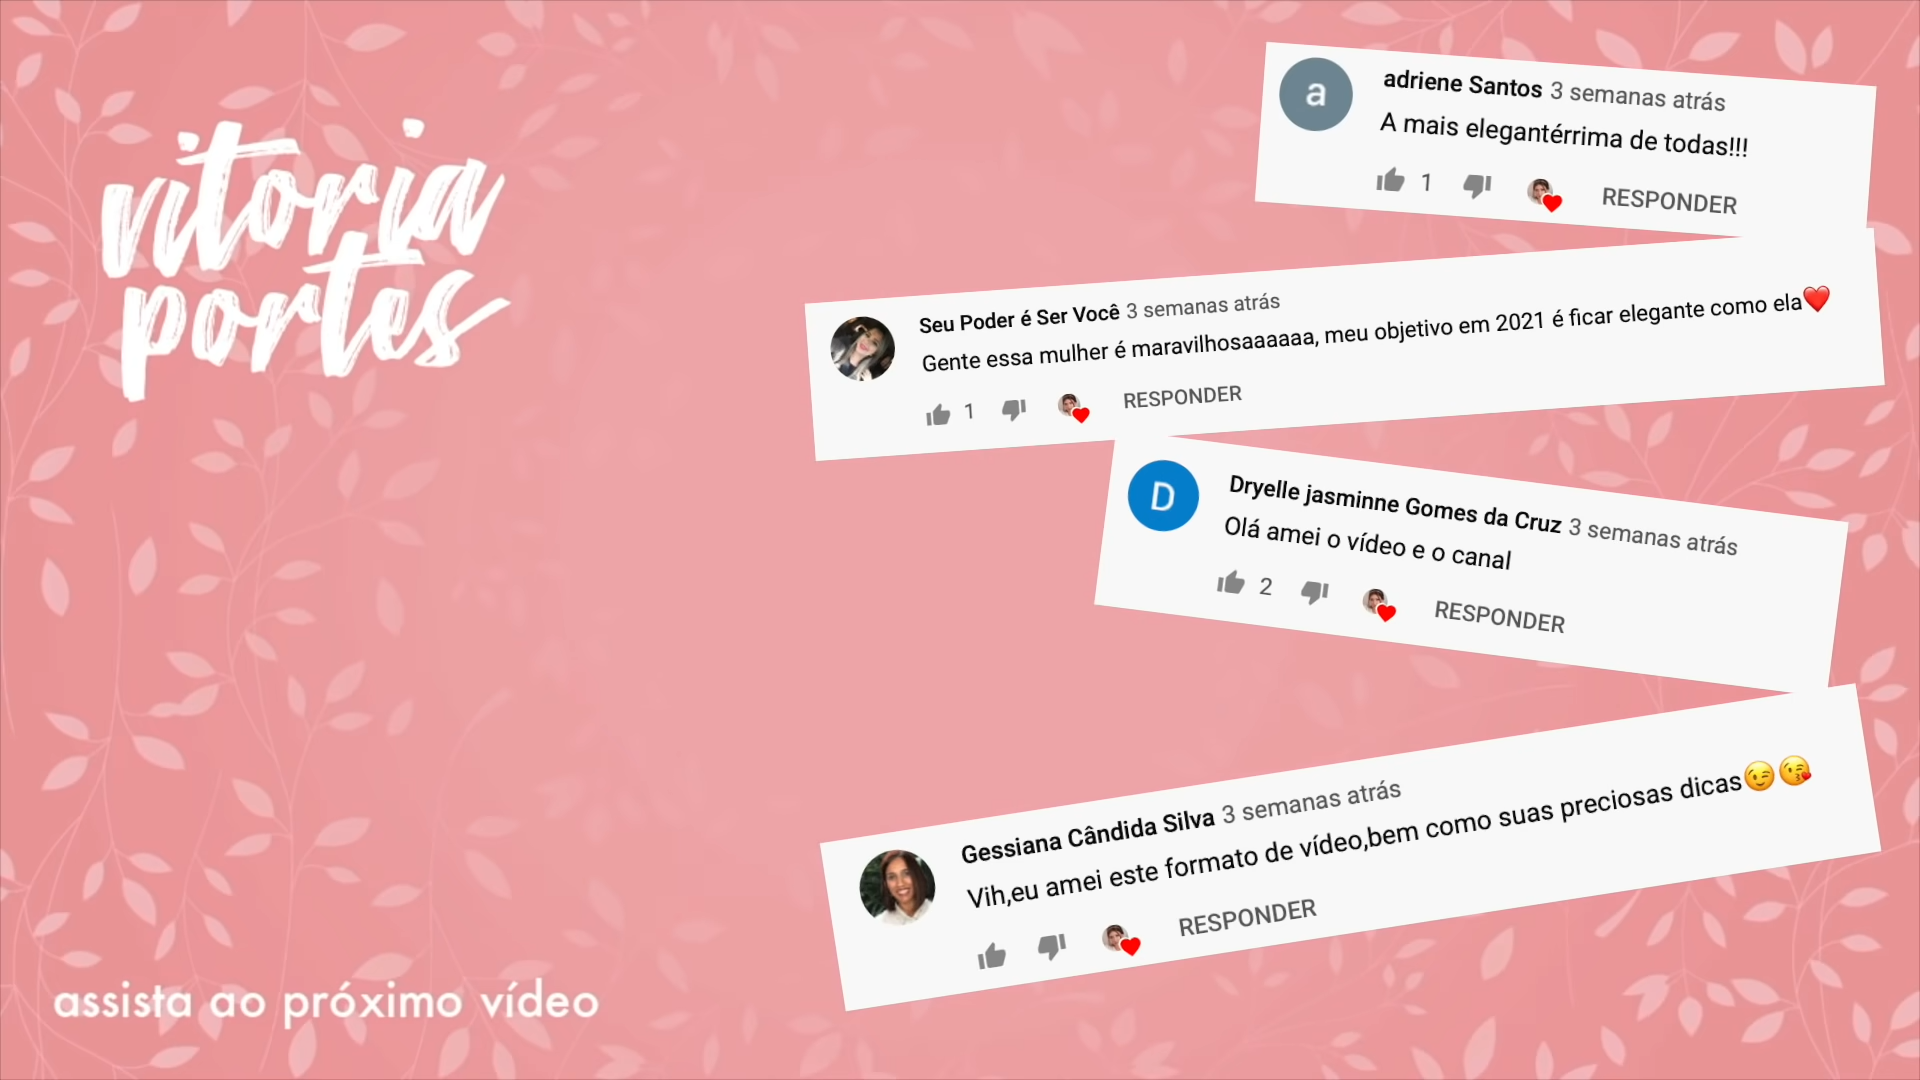 vitoria
portes
a
adriene Santos 3 semanas atrás
A mais elegantérrima de todas!!!
1 RESPONDER
Seu Poder é Ser Você 3 semanas atrás
Gente essa mulher é maravilhosaaaaaa, meu objetivo em 2021 é ficar elegante como ela❤️
1 RESPONDER
D
Dryelle jasminne Gomes da Cruz 3 semanas atrás
Olá amei o vídeo e o canal
2 RESPONDER
Gessiana Cândida Silva 3 semanas atrás
Vih,eu amei este formato de vídeo,bem como suas preciosas dicas😉😘
RESPONDER
assista ao próximo vídeo